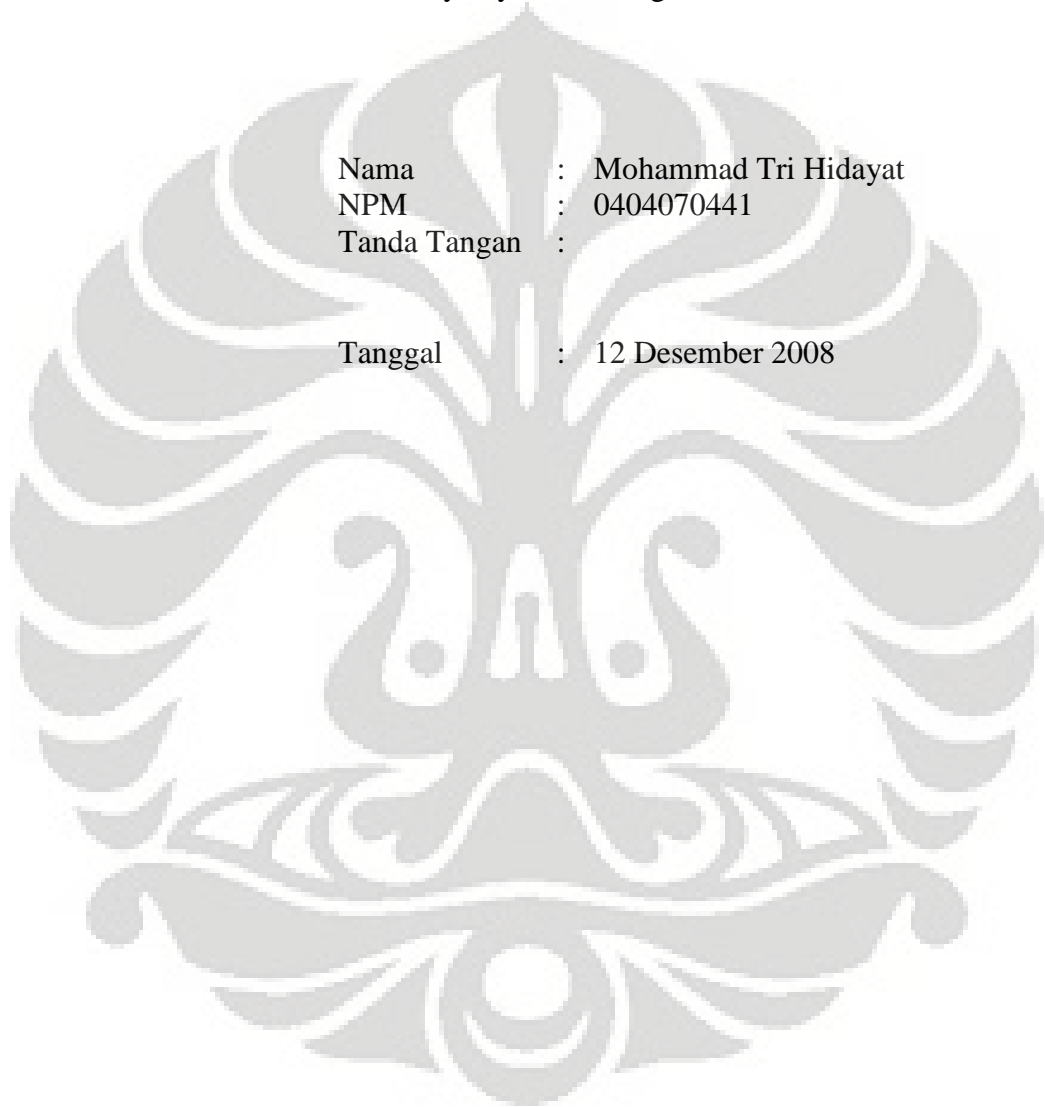 Nama : Mohammad Tri Hidayat
NPM : 0404070441
Tanda Tangan :
Tanggal : 12 Desember 2008